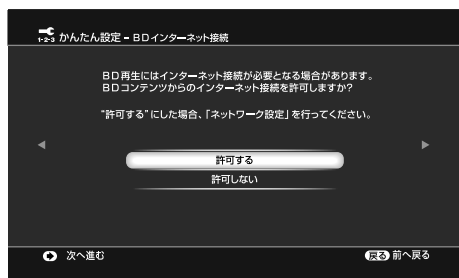 1-2-3 かんたん設定 - BDインターネット接続
BD再生にはインターネット接続が必要となる場合があります。
BDコンテンツからのインターネット接続を許可しますか?
“許可する”にした場合、「ネットワーク設定」を行ってください。
許可する
許可しない
次へ進む
戻る 前へ戻る